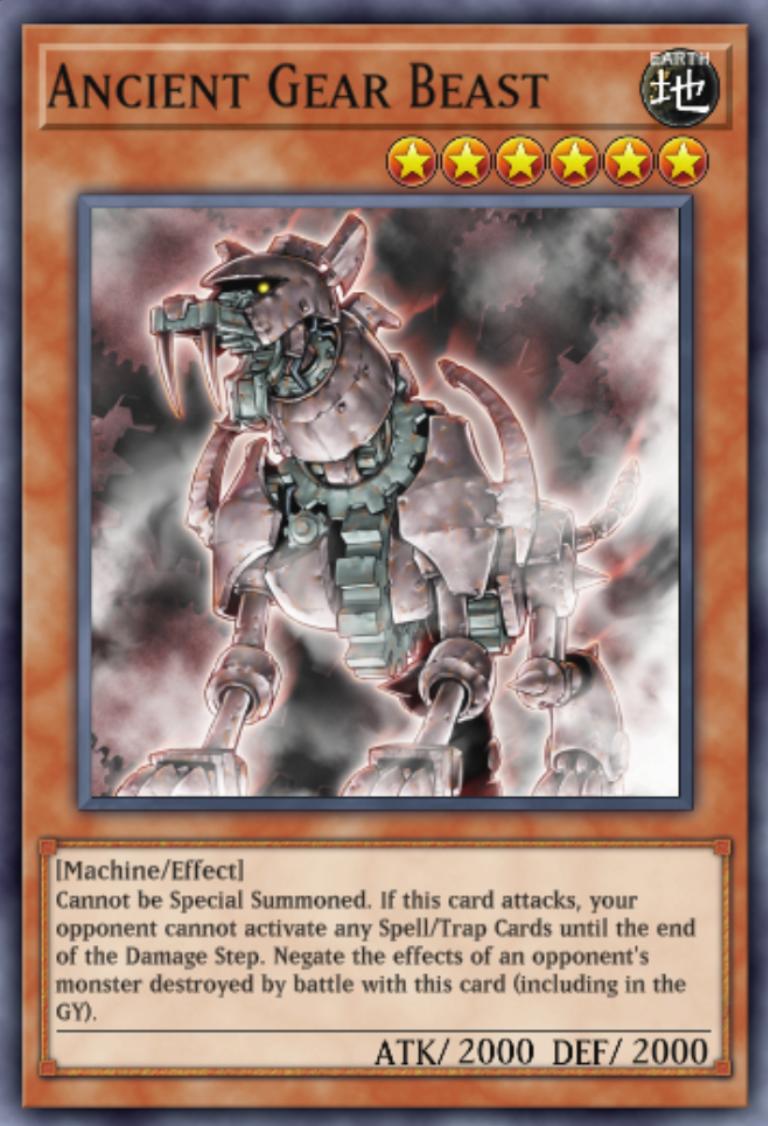 Ancient Gear Beast
EARTH
地
[Machine/Effect]
Cannot be Special Summoned. If this card attacks, your
opponent cannot activate any Spell/Trap Cards until the end
of the Damage Step. Negate the effects of an opponent's
monster destroyed by battle with this card (including in the
GY).
ATK/ 2000 DEF/ 2000